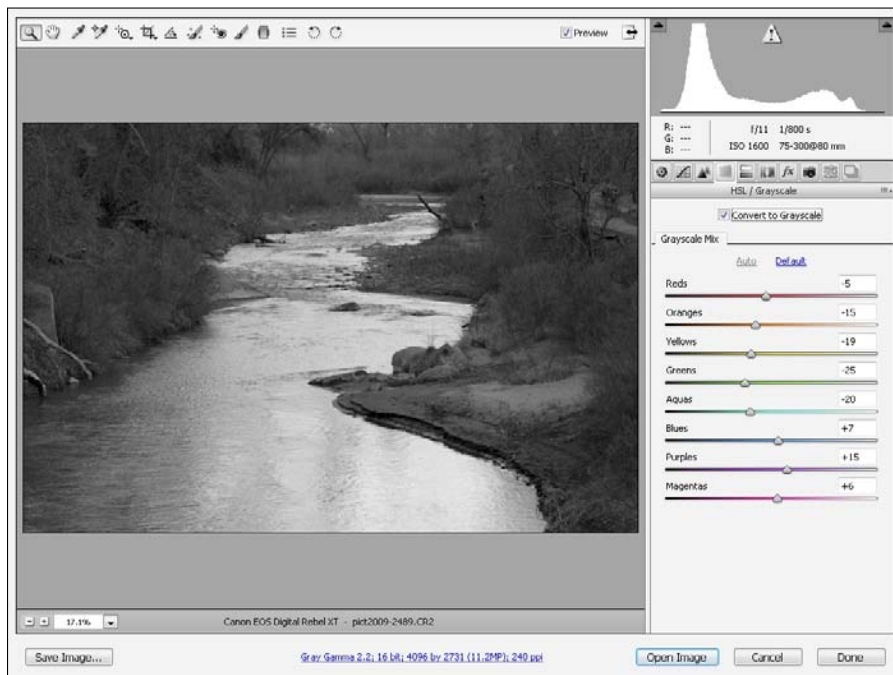 Preview
R: ---
G: ---
B: ---
f/11 1/800 s
ISO 1600 75-300@80 mm
fx
HSL / Grayscale
Convert to Grayscale
Grayscale Mix
Auto Default
Reds -5
Oranges -15
Yellows -19
Greens -25
Aquas -20
Blues +7
Purples +15
Magentas +6
17.1% Canon EOS Digital Rebel XT - pict2009-2489.CR2
Save Image... Gray Gamma 2.2; 16 bit; 4096 by 2731 (11.2MP); 240 ppi Open Image Cancel Done